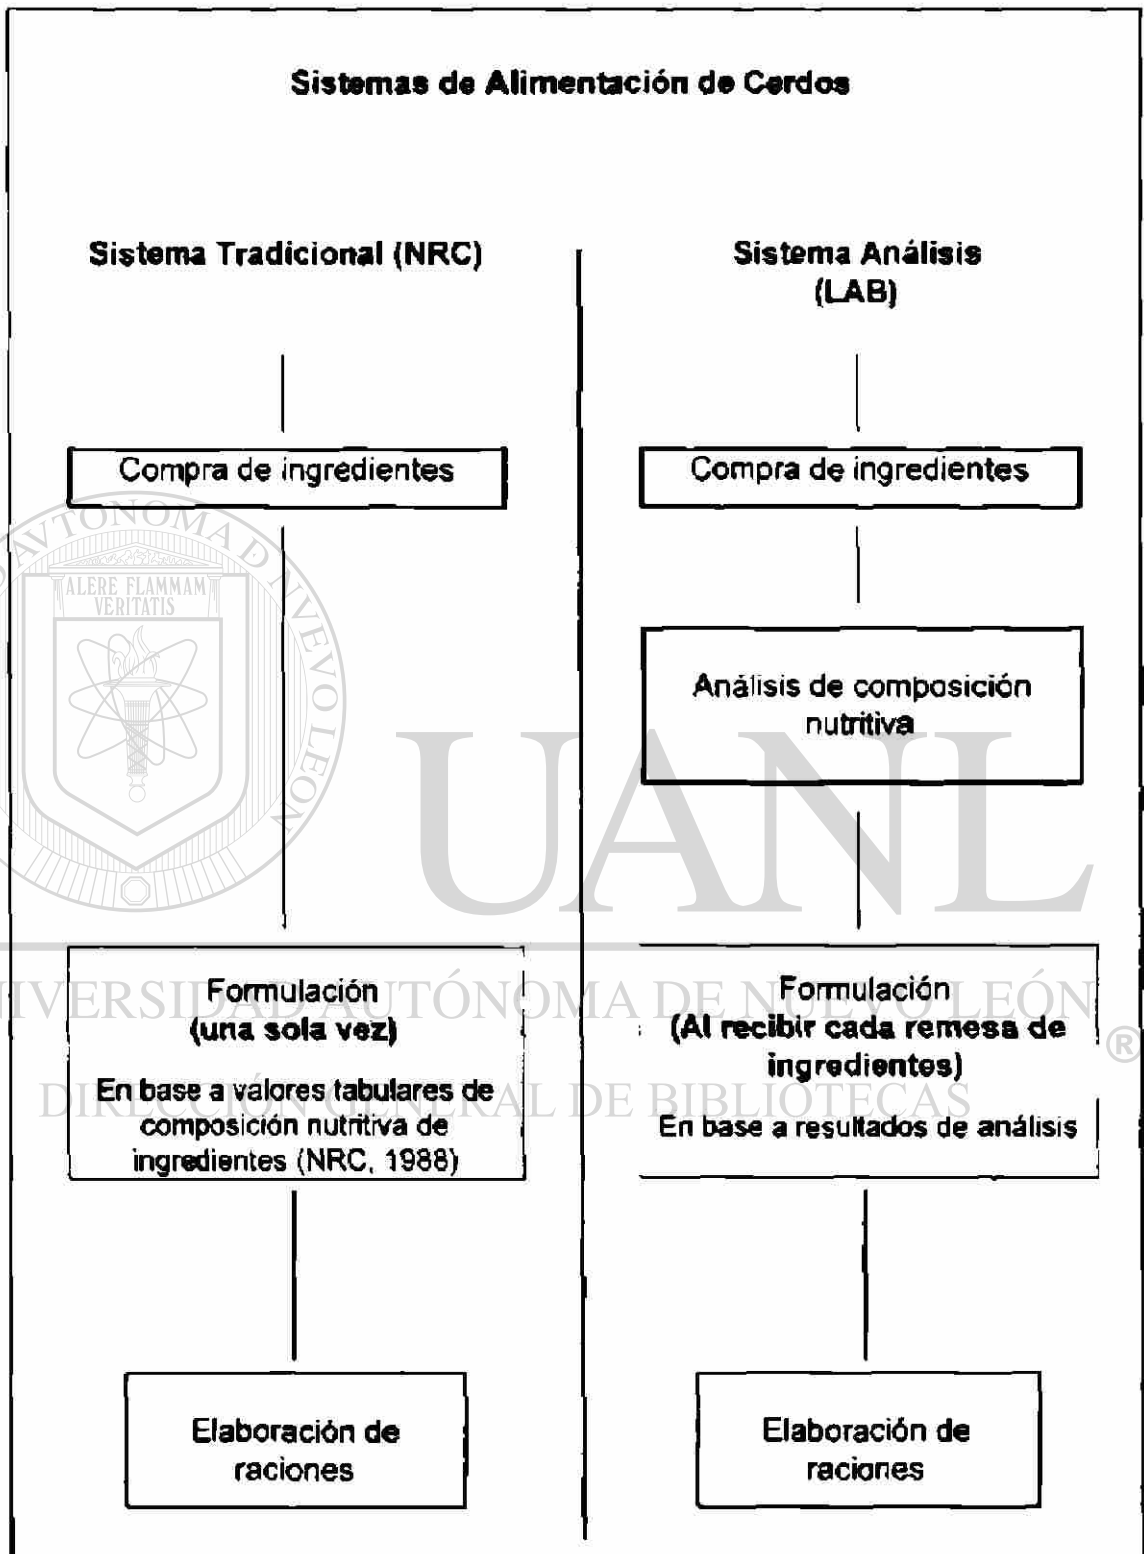 Sistemas de Alimentación de Cerdos
Sistema Tradicional (NRC)
Compra de ingredientes
Formulación
(una sola vez)
En base a valores tabulares de
composición nutritiva de
ingredientes (NRC, 1988)
Elaboración de
raciones
Sistema Análisis
(LAB)
Compra de ingredientes
Análisis de composición
nutritiva
Formulación
(Al recibir cada remesa de
ingredientes)
En base a resultados de análisis
Elaboración de
raciones
AUTONOMA D NUEVO LEÓN
ALERE FLAMMAM
VERITATIS
UANL
UNIVERSIDAD AUTÓNOMA DE NUEVO LEÓN
®
DIRECCIÓN GENERAL DE BIBLIOTECAS